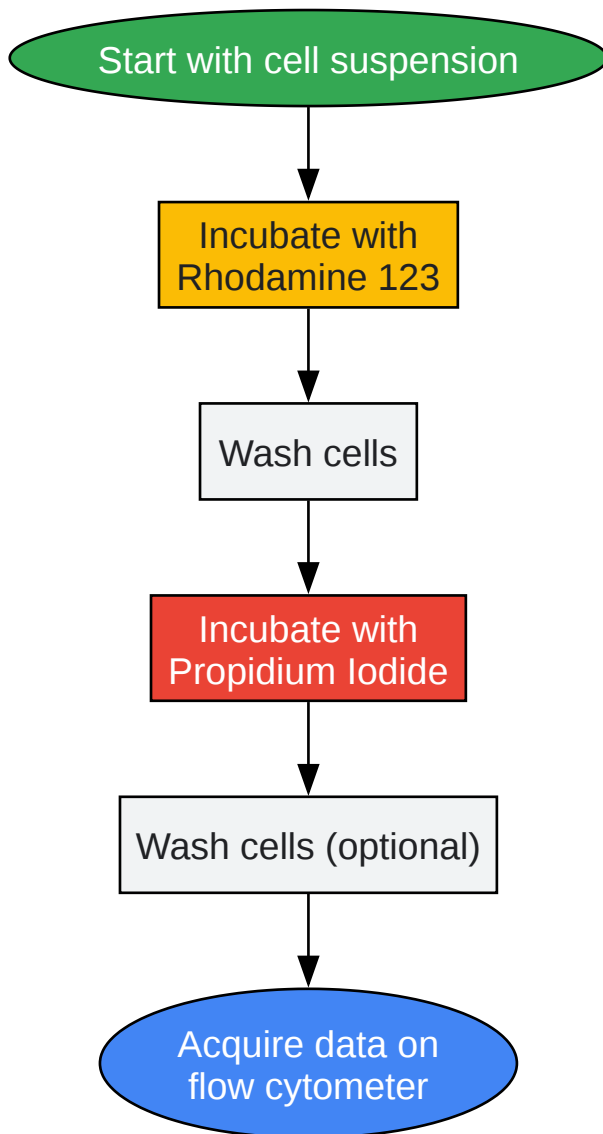 Start with cell suspension
Incubate with
Rhodamine 123
Wash cells
Incubate with
Propidium Iodide
Wash cells (optional)
Acquire data on
flow cytometer